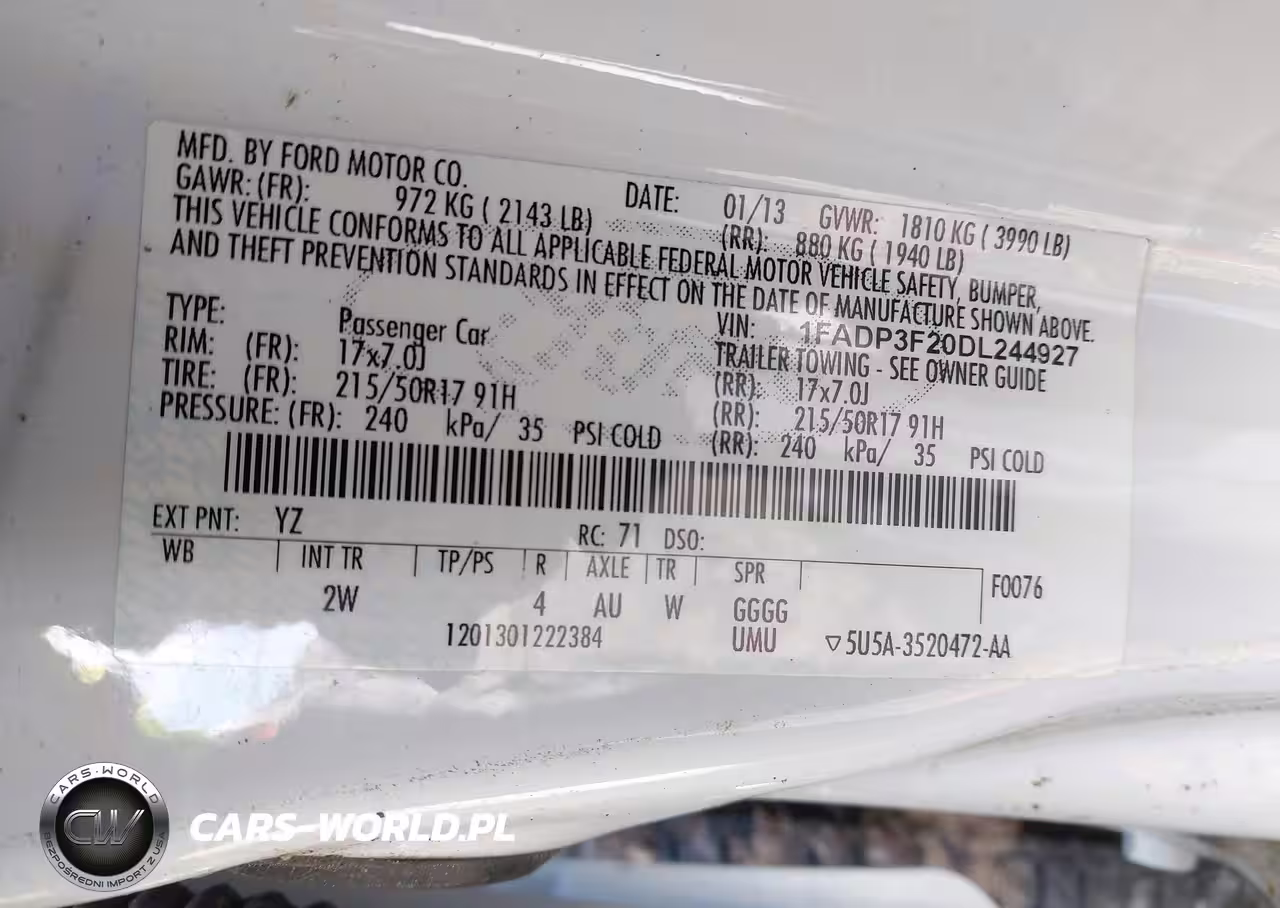 MFD. BY FORD MOTOR CO. DATE: 01/13 GVWR: 1810 KG ( 3990 LB)
GAWR: (FR): 972 KG ( 2143 LB) (RR): 880 KG ( 1940 LB)
THIS VEHICLE CONFORMS TO ALL APPLICABLE FEDERAL MOTOR VEHICLE SAFETY, BUMPER,
AND THEFT PREVENTION STANDARDS IN EFFECT ON THE DATE OF MANUFACTURE SHOWN ABOVE.
VIN: 1FADP3F20DL244927
TYPE: Passenger Car TRAILER TOWING - SEE OWNER GUIDE
RIM: (FR): 17x7.0J (RR): 17x7.0J
TIRE: (FR): 215/50R17 91H (RR): 215/50R17 91H
PRESSURE: (FR): 240 kPa/ 35 PSI COLD (RR): 240 kPa/ 35 PSI COLD
EXT PNT: YZ RC: 71 DSO:
WB INT TR TP/PS R AXLE TR SPR F0076
2W 4 AU W GGGG
1201301222384 UMU ▽5U5A-3520472-AA
CARS-WORLD
CW
BEZPOŚREDNI IMPORT Z USA
CARS-WORLD.PL